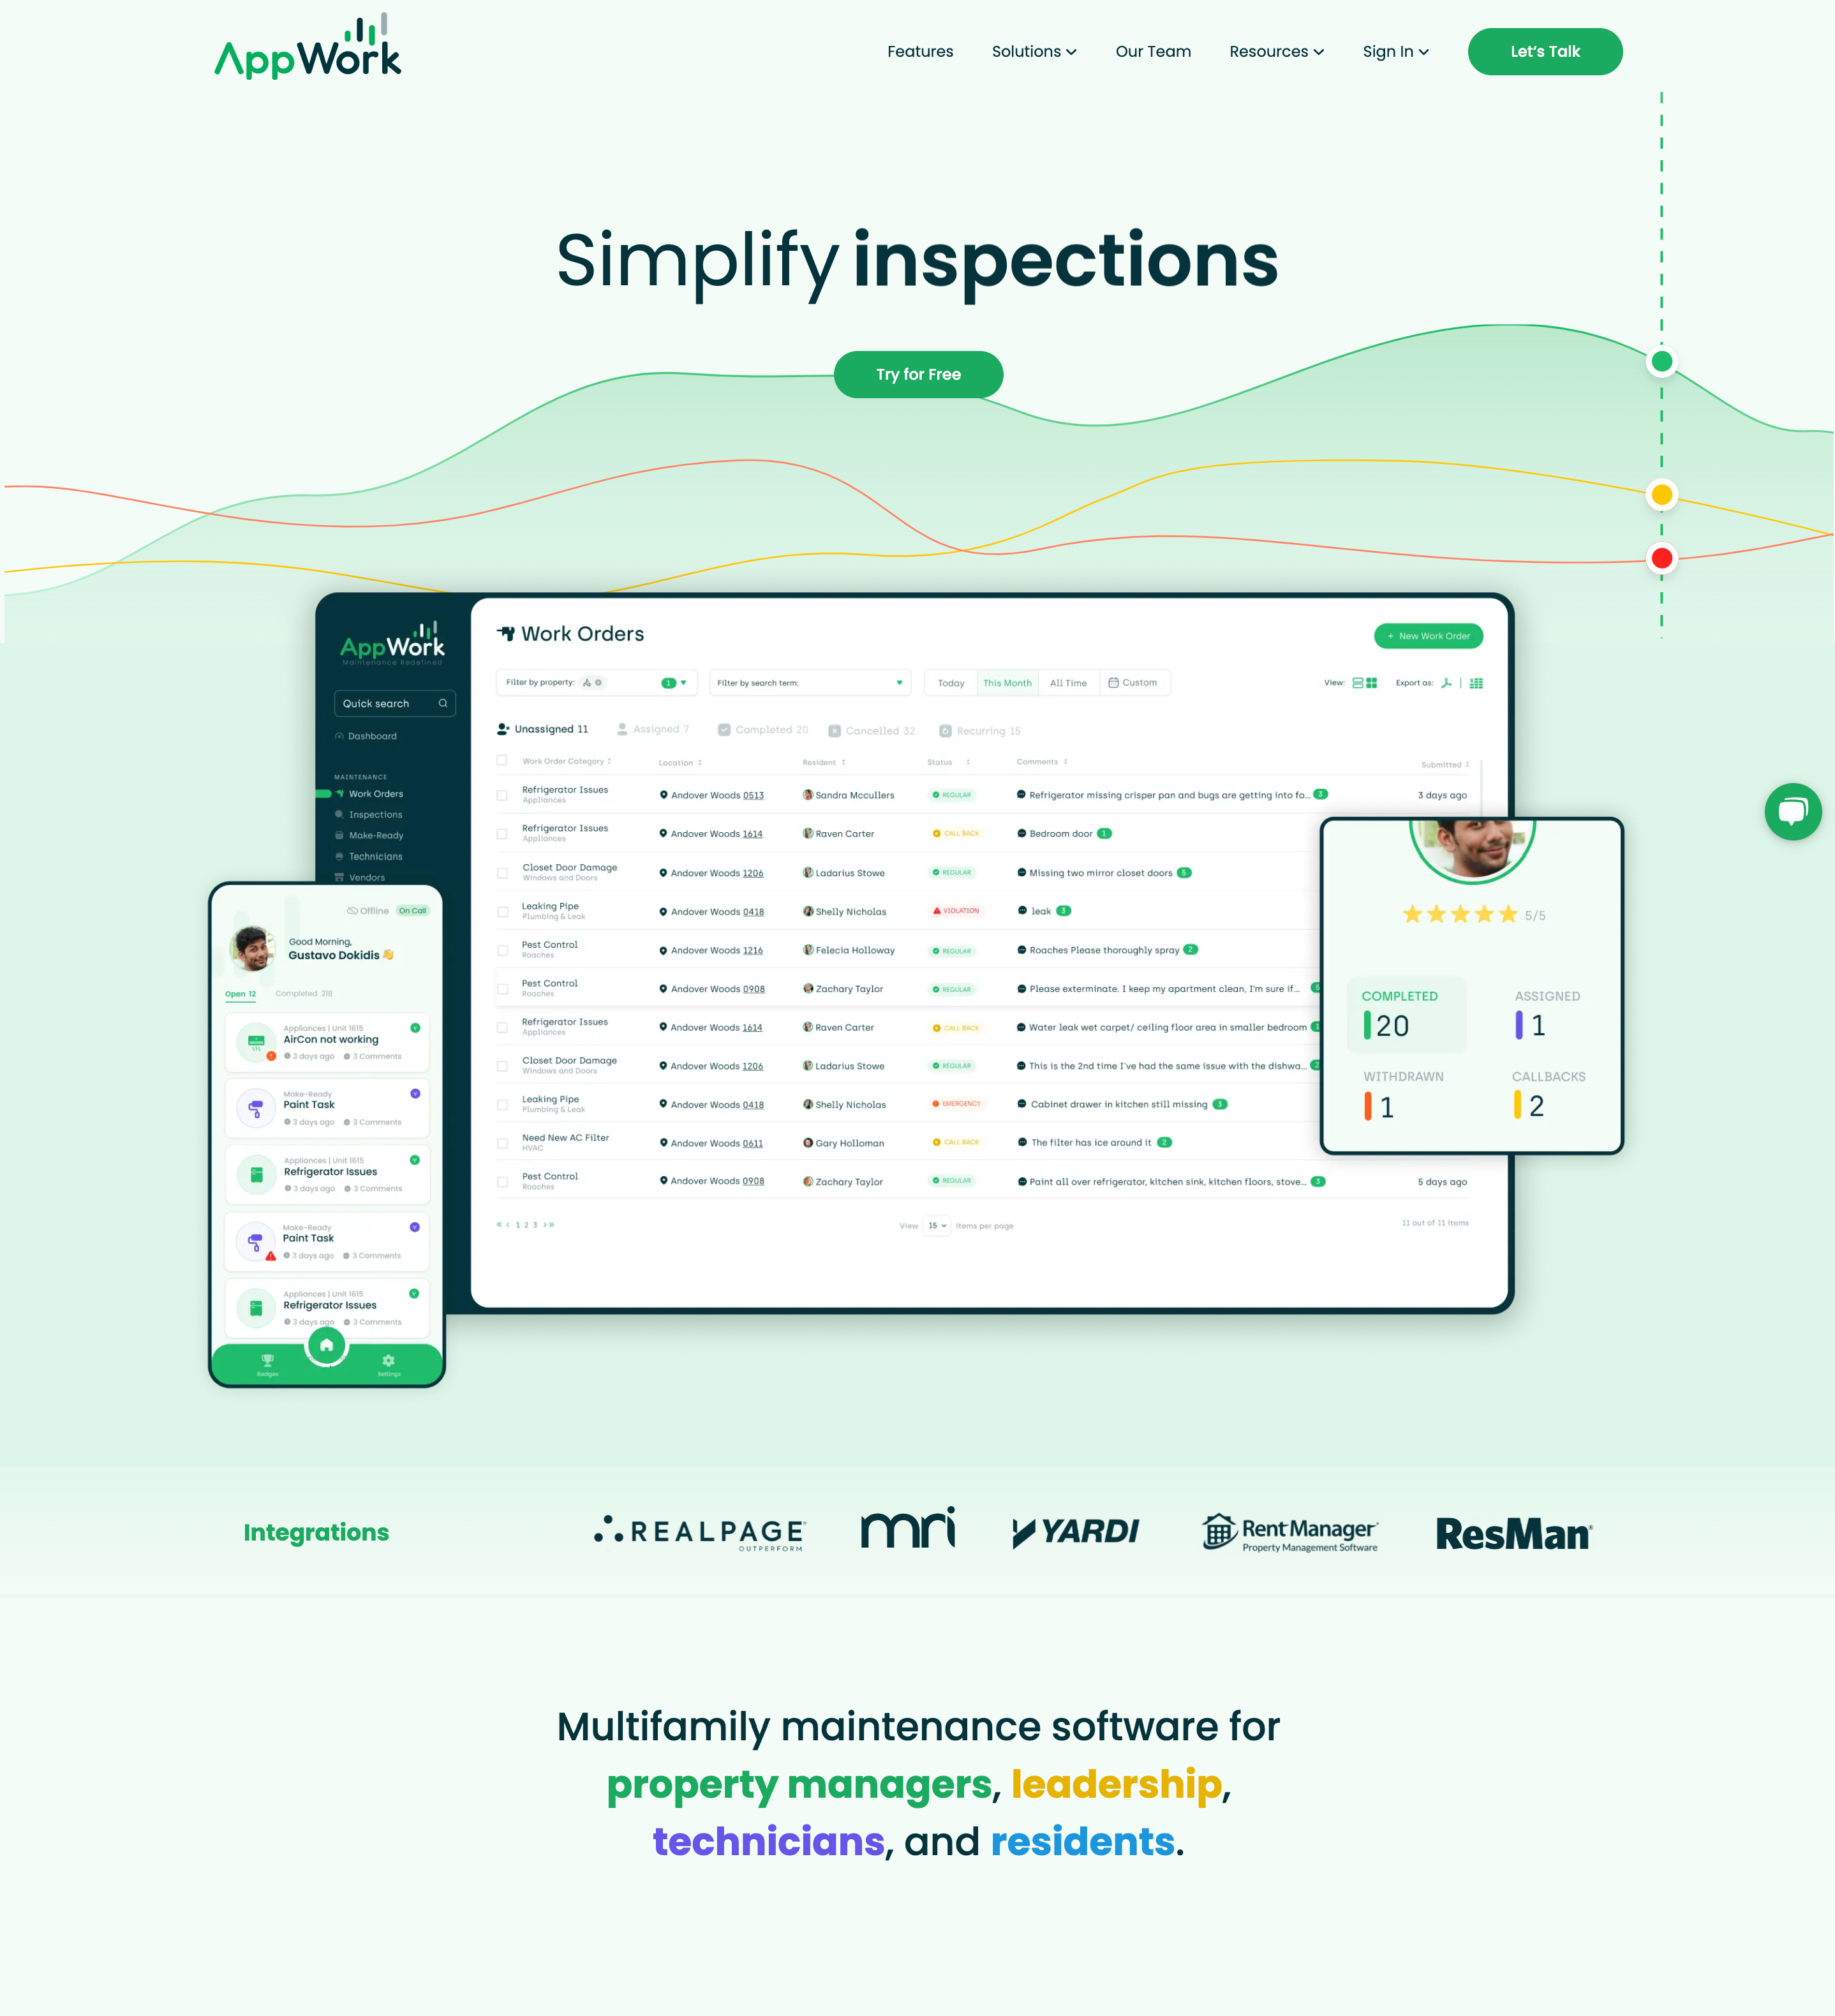 AppWork
Features Solutions Our Team Resources Sign In Let's Talk
Simplify inspections
Try for Free
AppWork
Maintenance Redefined
Quick search
Dashboard
MAINTENANCE
Work Orders
Inspections
Make-Ready
Technicians
Vendors
Work Orders
+ New Work Order
Filter by property: 1 Filter by search term: Today This Month All Time Custom View: Export as:
Unassigned 11 Assigned 7 Completed 20 Cancelled 32 Recurring 15
Work Order Category Location Resident Status Comments Submitted
Refrigerator Issues
Appliances
Andover Woods 0513 Sandra Mccullers REGULAR Refrigerator missing crisper pan and bugs are getting into fo... 3 3 days ago
Refrigerator Issues
Appliances
Andover Woods 1614 Raven Carter CALL BACK Bedroom door 1
Closet Door Damage
Windows and Doors
Andover Woods 1206 Ladarius Stowe REGULAR Missing two mirror closet doors 5
Leaking Pipe
Plumbing & Leak
Andover Woods 0418 Shelly Nicholas VIOLATION leak 3
Pest Control
Roaches
Andover Woods 1216 Felecia Holloway REGULAR Roaches Please thoroughly spray 2
Pest Control
Roaches
Andover Woods 0908 Zachary Taylor REGULAR Please exterminate. I keep my apartment clean, I'm sure if...
Refrigerator Issues
Appliances
Andover Woods 1614 Raven Carter CALL BACK Water leak wet carpet/ ceiling floor area in smaller bedroom
Closet Door Damage
Windows and Doors
Andover Woods 1206 Ladarius Stowe REGULAR This is the 2nd time I've had the same issue with the dishwa...
Leaking Pipe
Plumbing & Leak
Andover Woods 0418 Shelly Nicholas EMERGENCY Cabinet drawer in kitchen still missing 3
Need New AC Filter
HVAC
Andover Woods 0611 Gary Holloman CALL BACK The filter has ice around it 2
Pest Control
Roaches
Andover Woods 0908 Zachary Taylor REGULAR Paint all over refrigerator, kitchen sink, kitchen floors, stove... 3 5 days ago
« ‹ 1 2 3 › » View 15 items per page 11 out of 11 items
5/5
COMPLETED ASSIGNED
20 1
WITHDRAWN CALLBACKS
1 2
Offline On Call
Good Morning,
Gustavo Dokidis 👋
Open 12 Completed 218
Appliances | Unit 1615
AirCon not working
3 days ago 3 Comments
Make-Ready
Paint Task
3 days ago 3 Comments
Appliances | Unit 1615
Refrigerator Issues
3 days ago 3 Comments
Make-Ready
Paint Task
3 days ago 3 Comments
Appliances | Unit 1615
Refrigerator Issues
3 days ago 3 Comments
Badges Settings
Integrations
REALPAGE
OUTPERFORM
mri
YARDI
Rent Manager
Property Management Software
ResMan
Multifamily maintenance software for
property managers, leadership,
technicians, and residents.